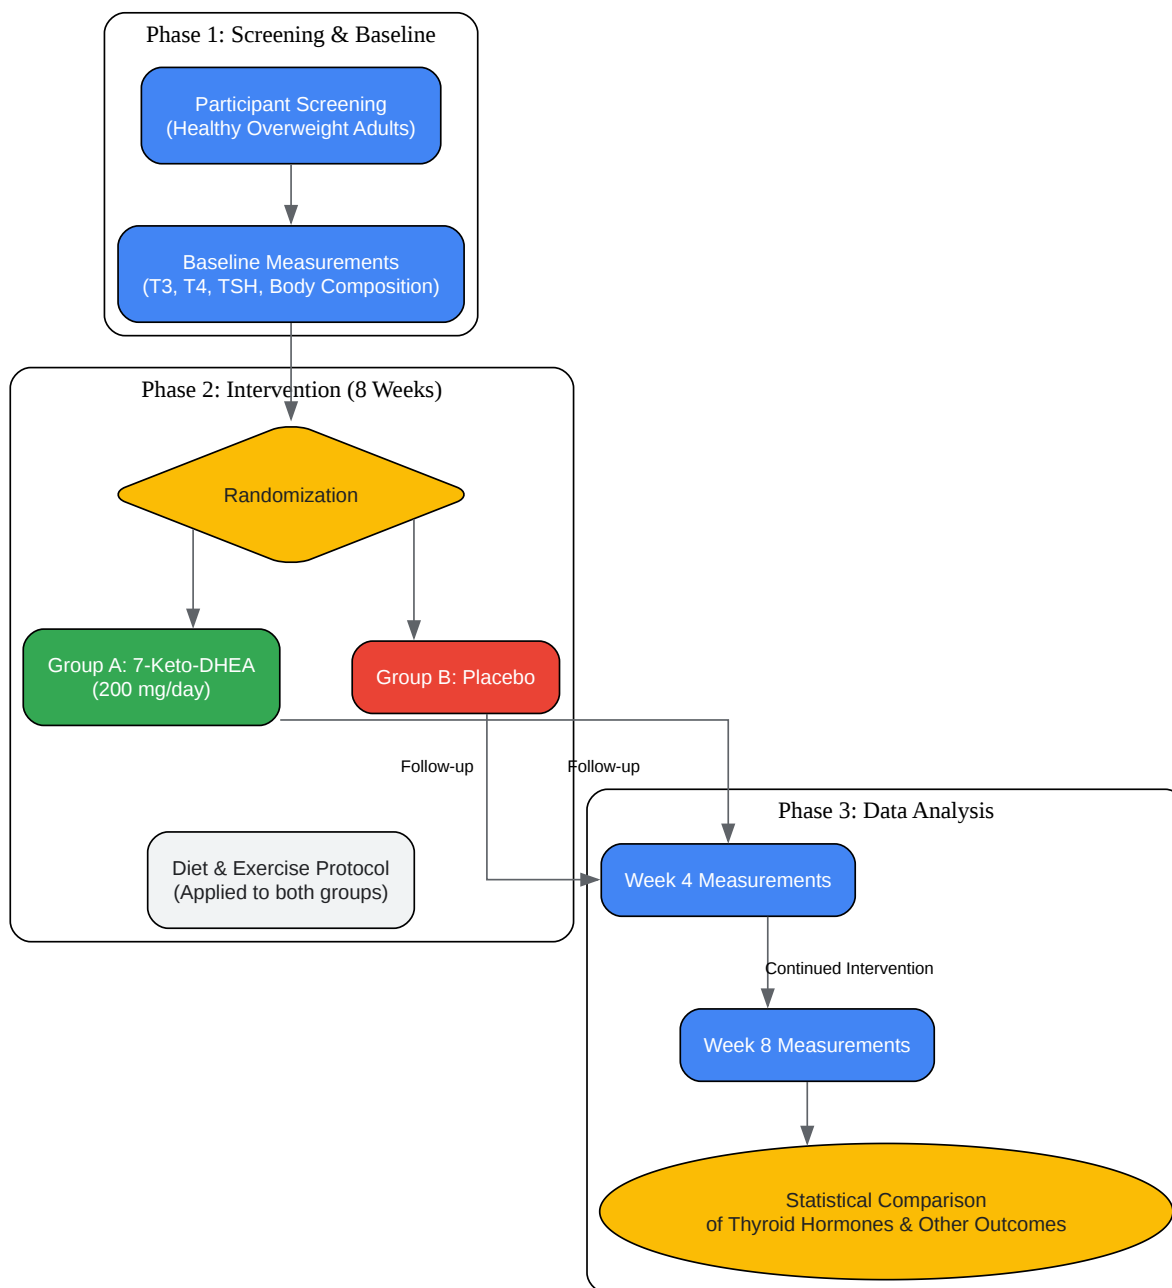 Phase 1: Screening & Baseline
Participant Screening
(Healthy Overweight Adults)
Baseline Measurements
(T3, T4, TSH, Body Composition)
Phase 2: Intervention (8 Weeks)
Randomization
Group A: 7-Keto-DHEA
(200 mg/day)
Group B: Placebo
Follow-up
Follow-up
Diet & Exercise Protocol
(Applied to both groups)
Phase 3: Data Analysis
Week 4 Measurements
Continued Intervention
Week 8 Measurements
Statistical Comparison
of Thyroid Hormones & Other Outcomes